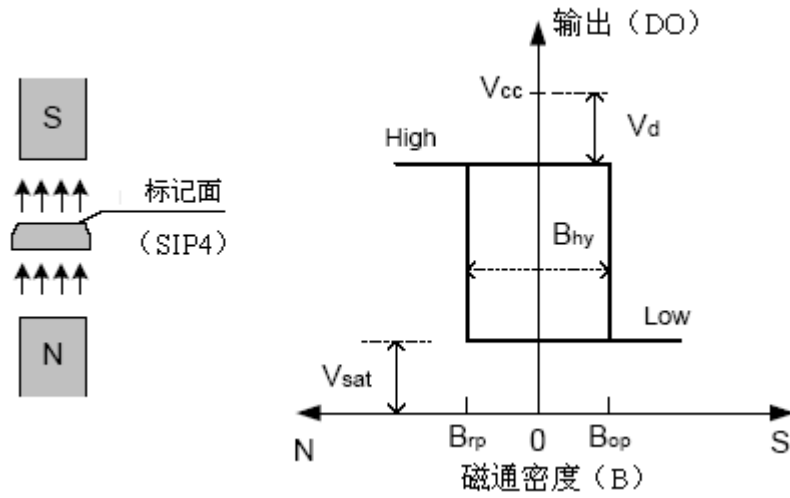 S
标记面
（SIP4）
N
输出（DO）
Vcc
Vd
High
Bhy
Low
Vsat
N
Brp
0
Bop
S
磁通密度（B）